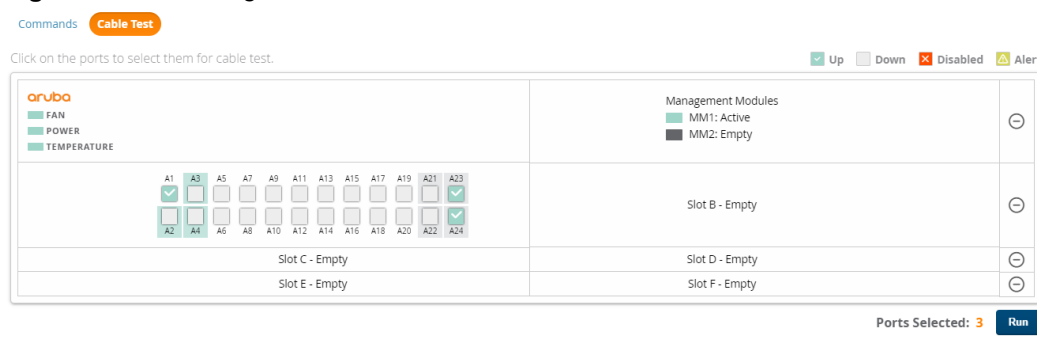 Commands Cable Test
Click on the ports to select them for cable test.
Up Down Disabled Aler
aruba
FAN
POWER
TEMPERATURE
Management Modules
MM1: Active
MM2: Empty
A1 A3 A5 A7 A9 A11 A13 A15 A17 A19 A21 A23
A2 A4 A6 A8 A10 A12 A14 A16 A18 A20 A22 A24
Slot B - Empty
Slot C - Empty Slot D - Empty
Slot E - Empty Slot F - Empty
Ports Selected: 3 Run